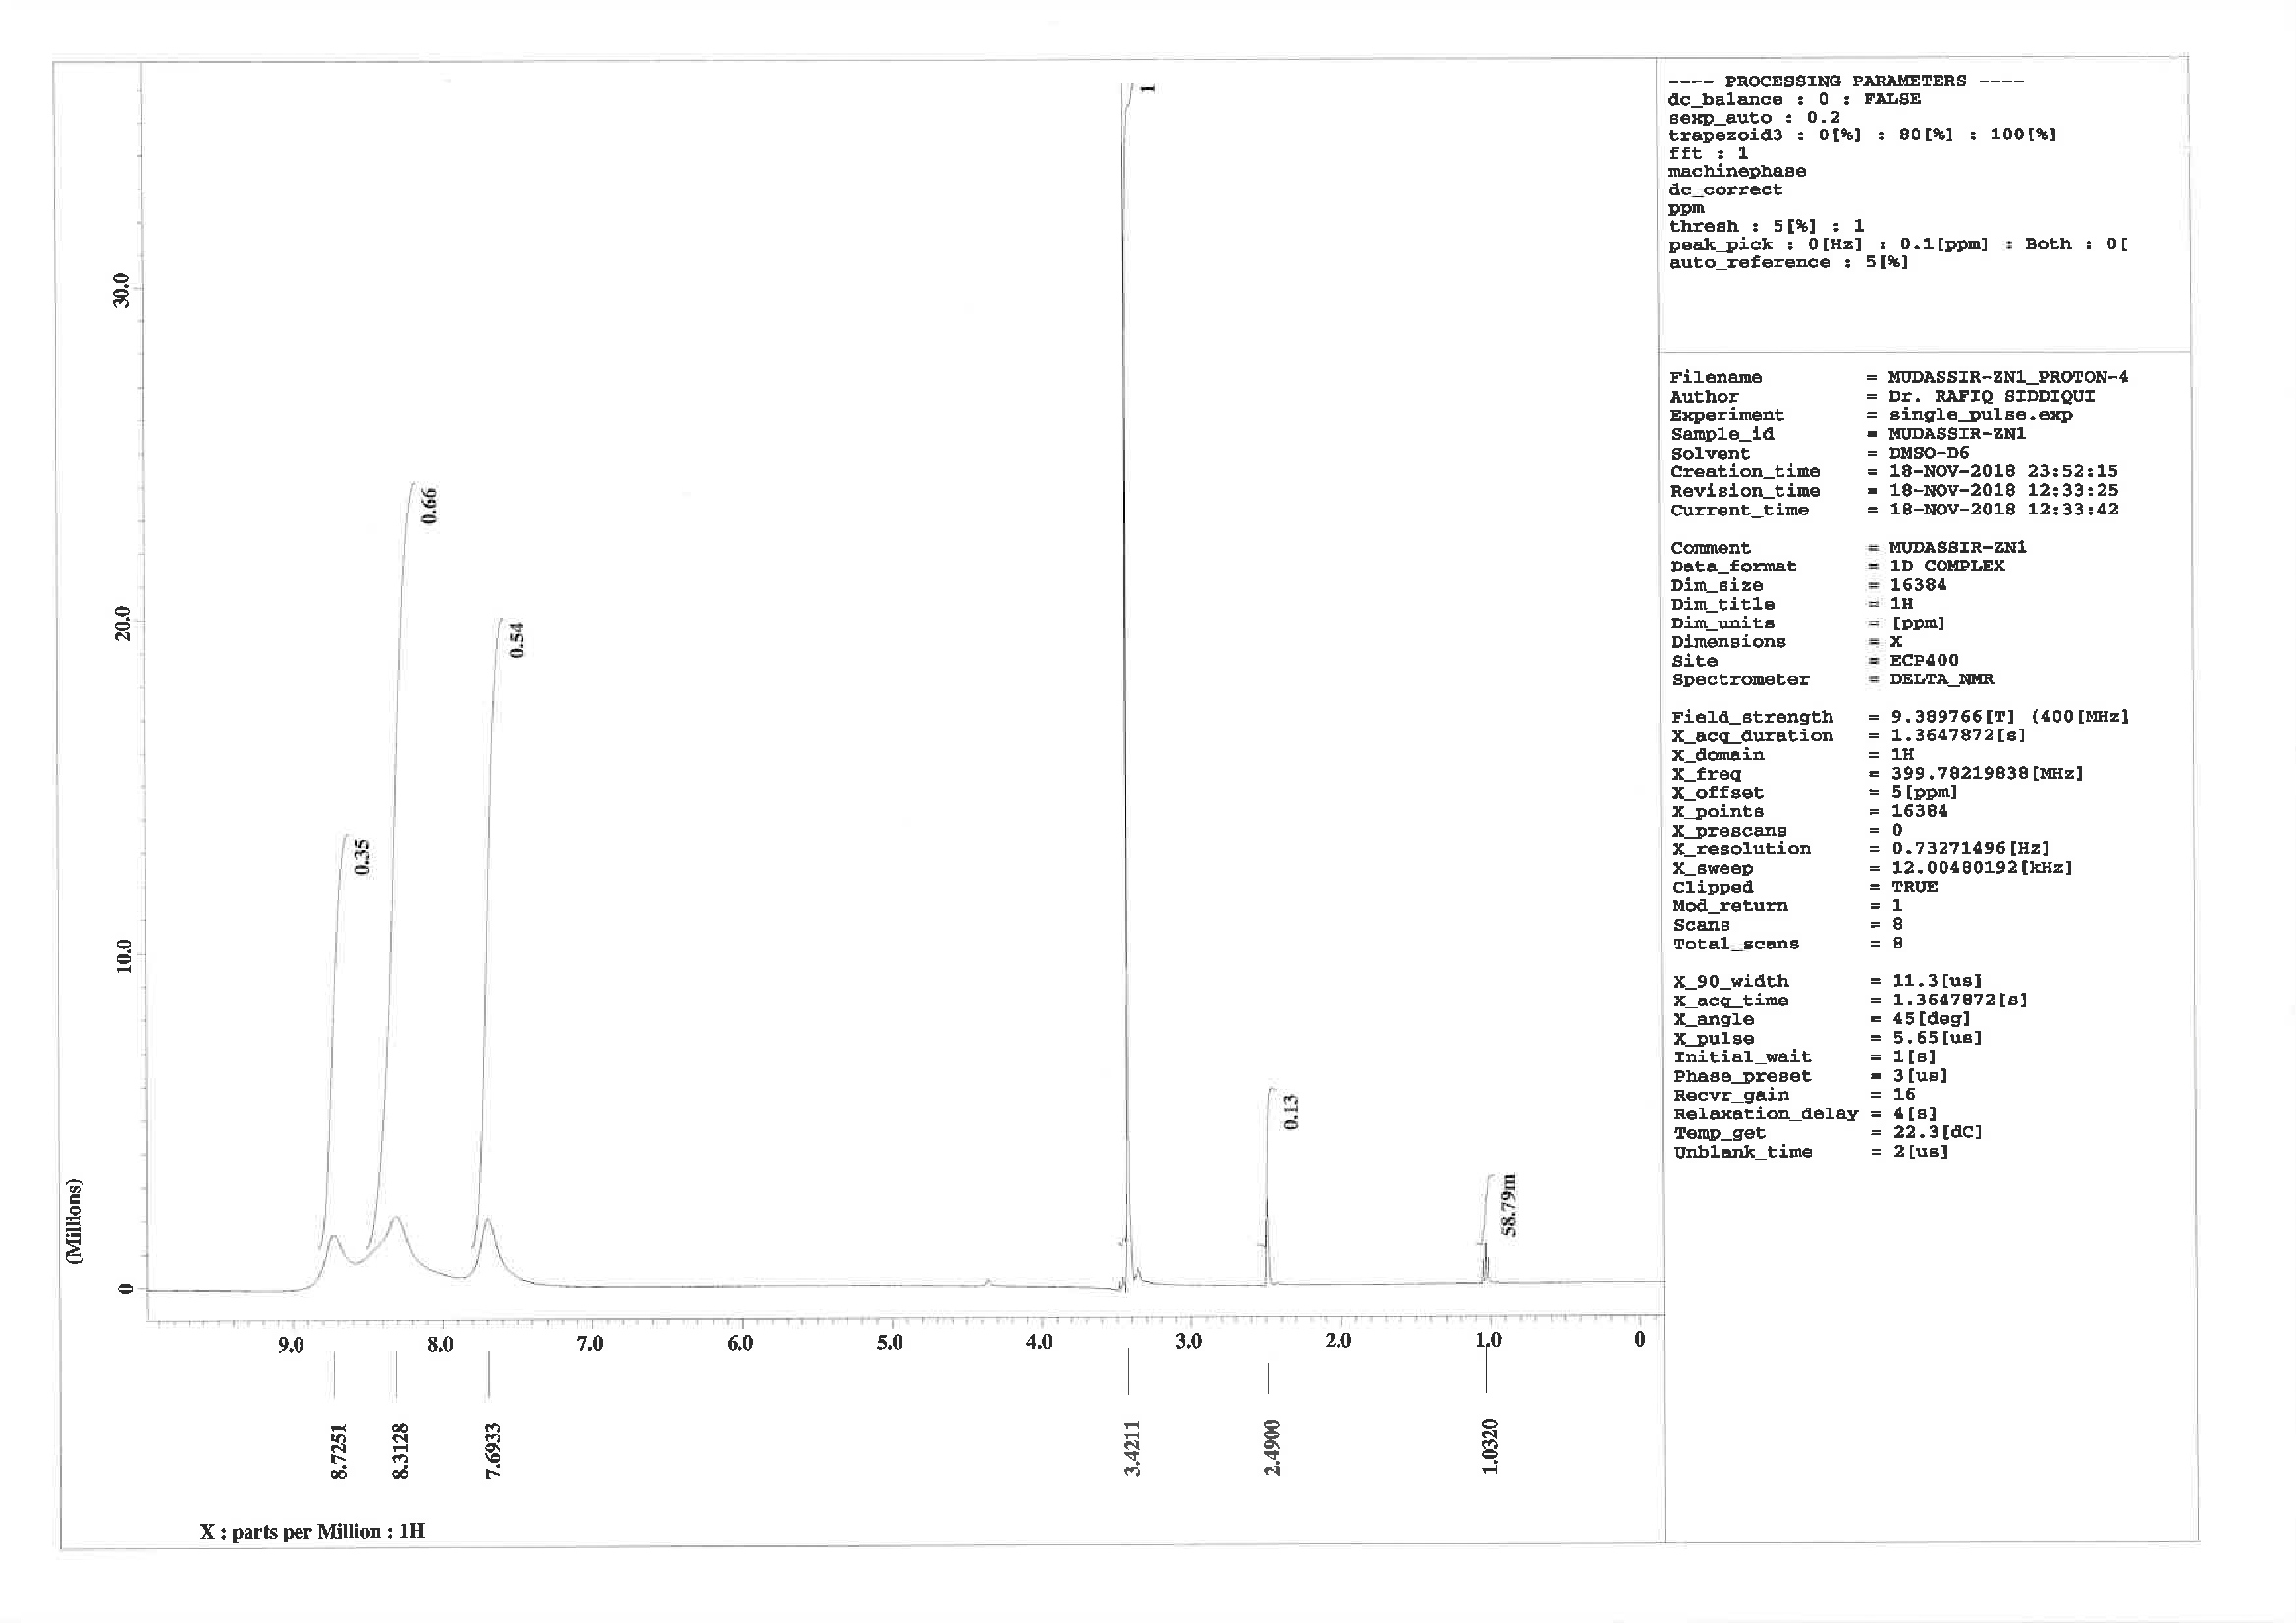 ---- PROCESSING PARAMETERS ----
dc_balance : 0 : FALSE
sexp_auto : 0.2
trapezoid3 : 0[%] : 80[%] : 100[%]
fft : 1
machinephase
dc_correct
ppm
thresh : 5[%] : 1
peak_pick : 0[Hz] : 0.1[ppm] : Both : 0[
auto_reference : 5[%]
Filename = MUDASSIR-ZN1_PROTON-4
Author = Dr. RAFIQ SIDDIQUI
Experiment = single_pulse.exp
Sample_id = MUDASSIR-ZN1
Solvent = DMSO-D6
Creation_time = 18-NOV-2018 23:52:15
Revision_time = 18-NOV-2018 12:33:25
Current_time = 18-NOV-2018 12:33:42
Comment = MUDASSIR-ZN1
Data_format = 1D COMPLEX
Dim_size = 16384
Dim_title = 1H
Dim_units = [ppm]
Dimensions = X
Site = ECP400
Spectrometer = DELTA_NMR
Field_strength = 9.389766[T] (400[MHz]
X_acq_duration = 1.3647872[s]
X_domain = 1H
X_freq = 399.78219838[MHz]
X_offset = 5[ppm]
X_points = 16384
X_prescans = 0
X_resolution = 0.73271496[Hz]
X_sweep = 12.00480192[kHz]
Clipped = TRUE
Mod_return = 1
Scans = 8
Total_scans = 8
X_90_width = 11.3[us]
X_acq_time = 1.3647872[s]
X_angle = 45[deg]
X_pulse = 5.65[us]
Initial_wait = 1[s]
Phase_preset = 3[us]
Recvr_gain = 16
Relaxation_delay = 4[s]
Temp_get = 22.3[dC]
Unblank_time = 2[us]
(Millions)
30.0
20.0
10.0
0
0.35
0.66
0.54
1
0.13
58.79m
9.0 8.0 7.0 6.0 5.0 4.0 3.0 2.0 1.0 0
8.7251
8.3128
7.6933
3.4211
2.4900
1.0320
X : parts per Million : 1H